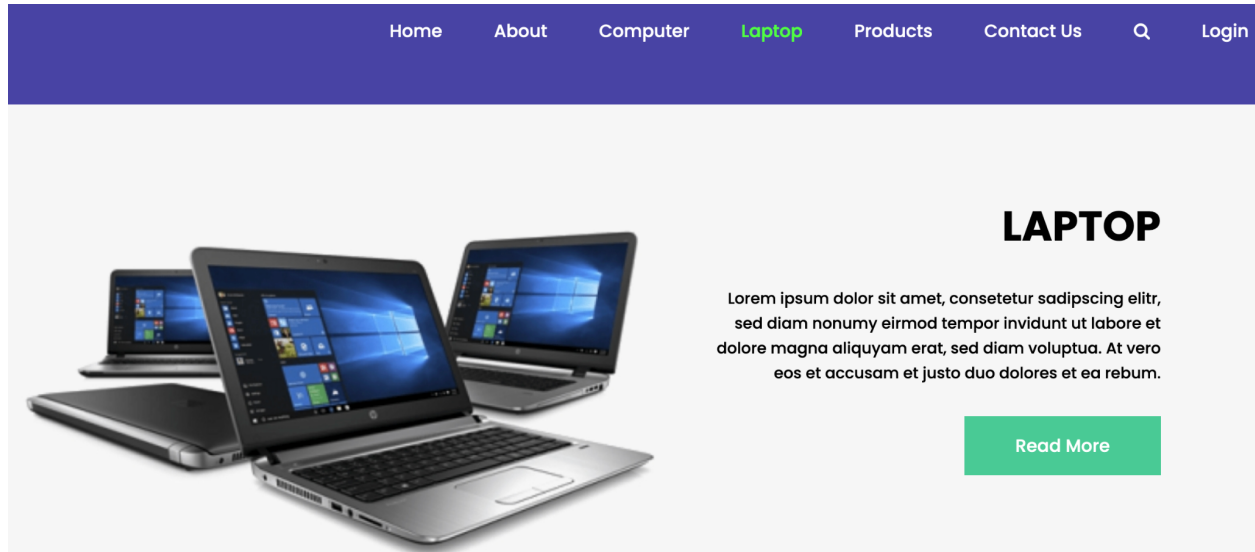 Home About Computer Laptop Products Contact Us Login
LAPTOP
Lorem ipsum dolor sit amet, consetetur sadipscing elitr,
sed diam nonumy eirmod tempor invidunt ut labore et
dolore magna aliquyam erat, sed diam voluptua. At vero
eos et accusam et justo duo dolores et ea rebum.
Read More